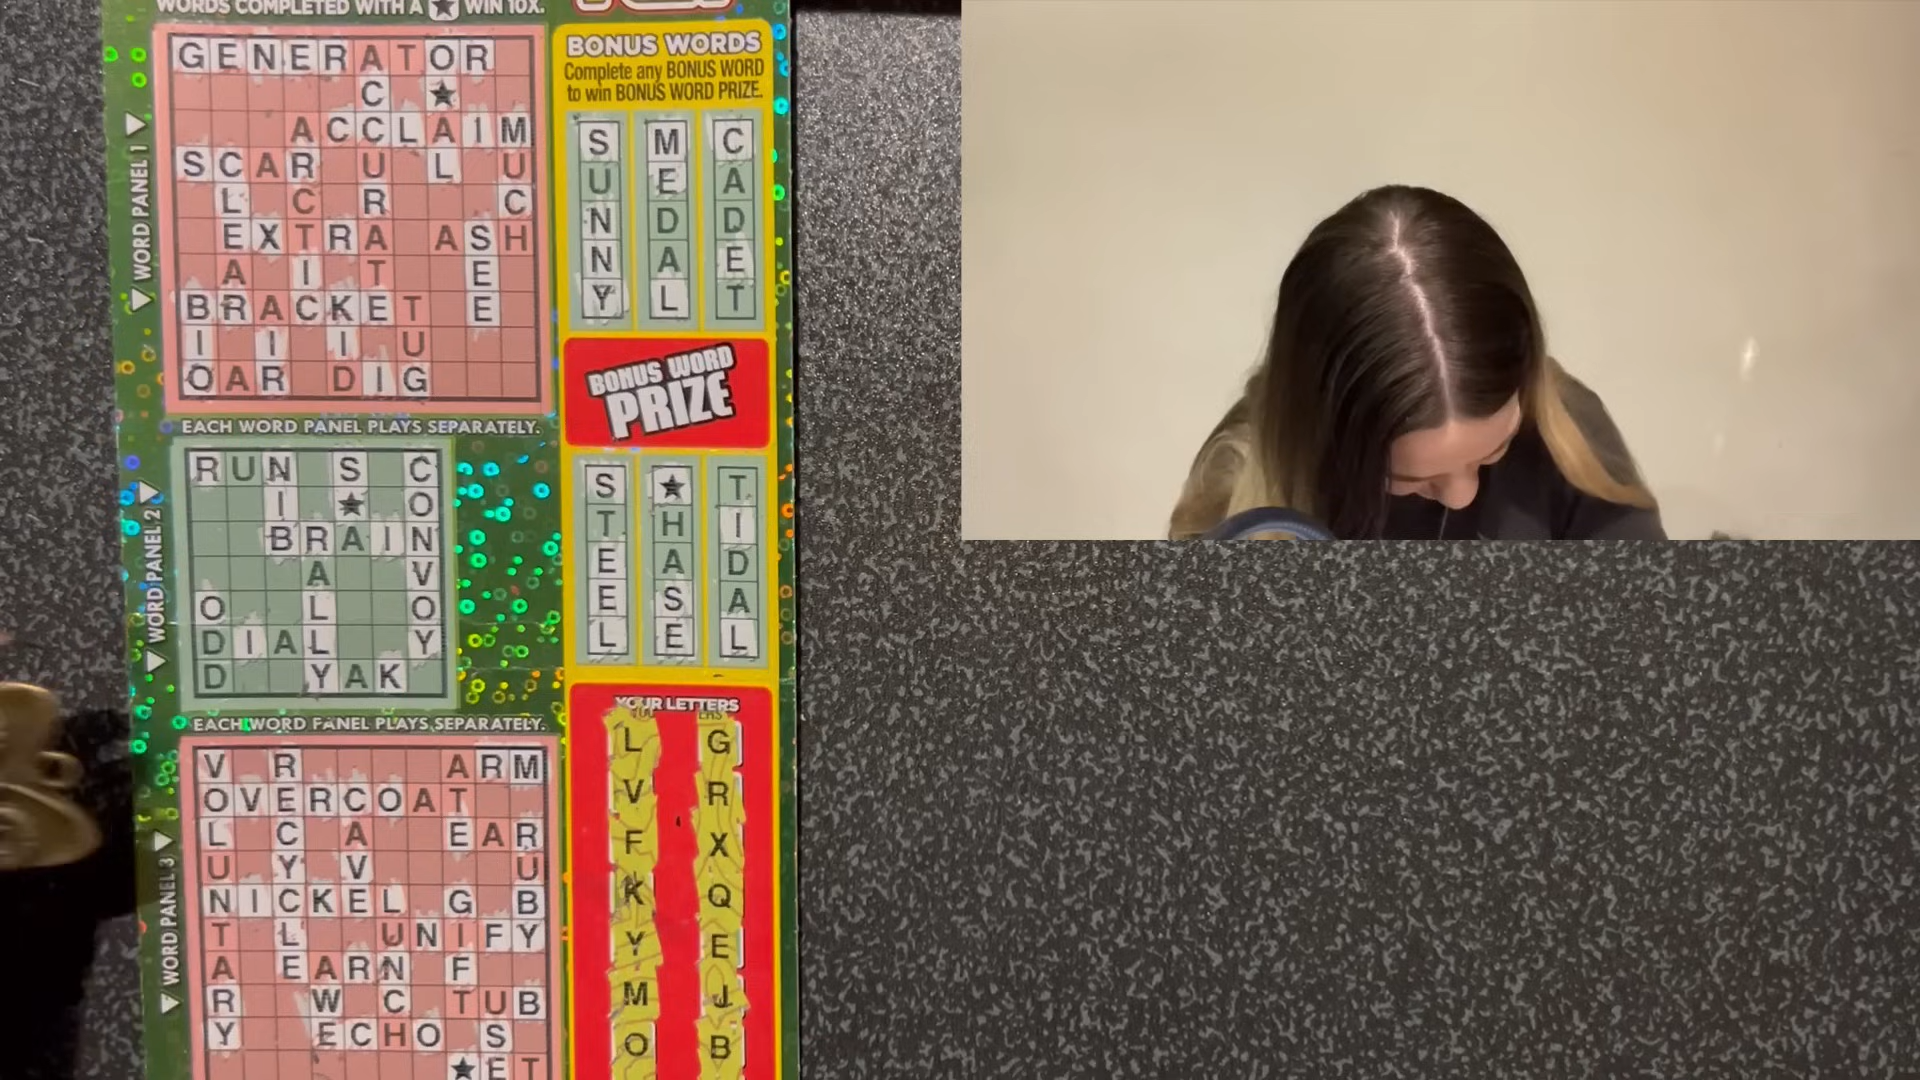 WORDS COMPLETED WITH A ★ WIN 10X.
WORD PANEL 1
GENERATOR
C ★
ACCLAIM
SCAR U L U
L C R C
EXTRA ASH
A I T E
BRACKET E
I I I U
OAR DIG
EACH WORD PANEL PLAYS SEPARATELY.
WORD PANEL 2
RUN S C
I ★ O
BRAIN
A V
O L O
DIAL Y
D YAK
EACH WORD PANEL PLAYS SEPARATELY.
WORD PANEL 3
V R ARM
OVERCOAT
L C A EAR
U Y V U
NICKEL G B
T L UNIFY
A EARN F
R W C TUB
Y ECHO S
★ET
BONUS WORDS
Complete any BONUS WORD
to win BONUS WORD PRIZE.
SUNNY
MEDAL
CADET
BONUS WORD
PRIZE
STEEL
★HASE
TIDAL
YOUR LETTERS
L G
V R
F X
K Q
Y E
M J
O B